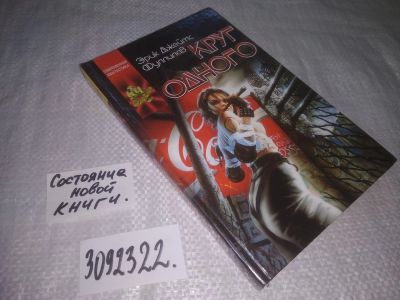 Эрик Джеймс
Фуллилав
КРУГ
ОДНОГО
Состояние
новой
книги.
3092322.